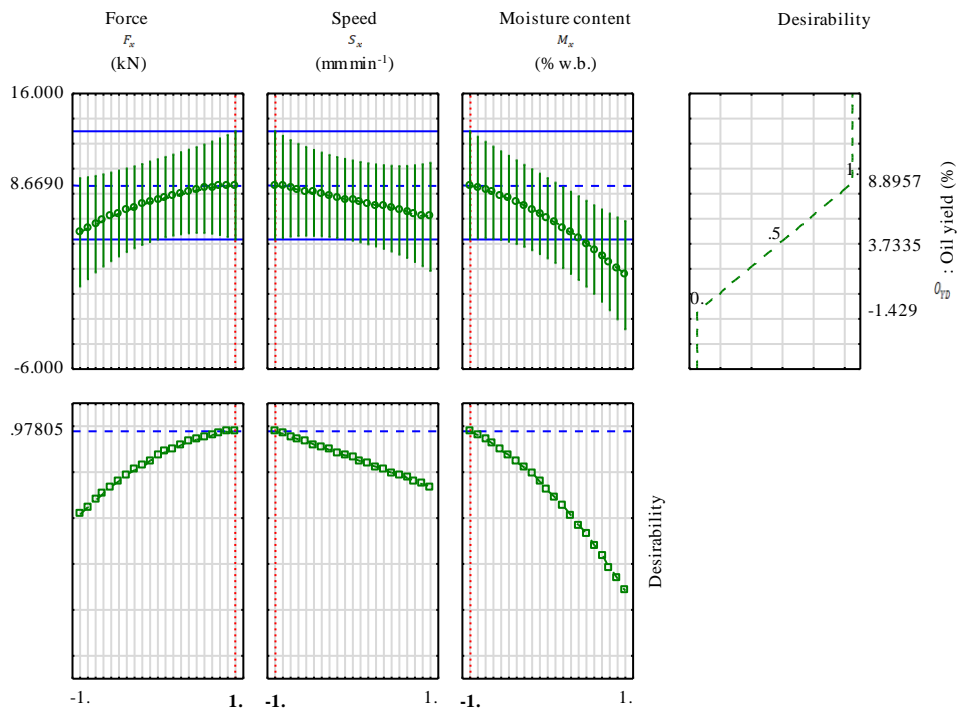 Force
Speed
Moisture content
Desirability
Fₓ
Sₓ
Mₓ
(kN)
(mm min⁻¹)
(% w.b.)
16.000
8.6690
-6.000
1.
.5
0.
8.8957
3.7335
-1.429
O_YD : Oil yield (%)
.97805
Desirability
-1.
1.
-1.
1.
-1.
1.